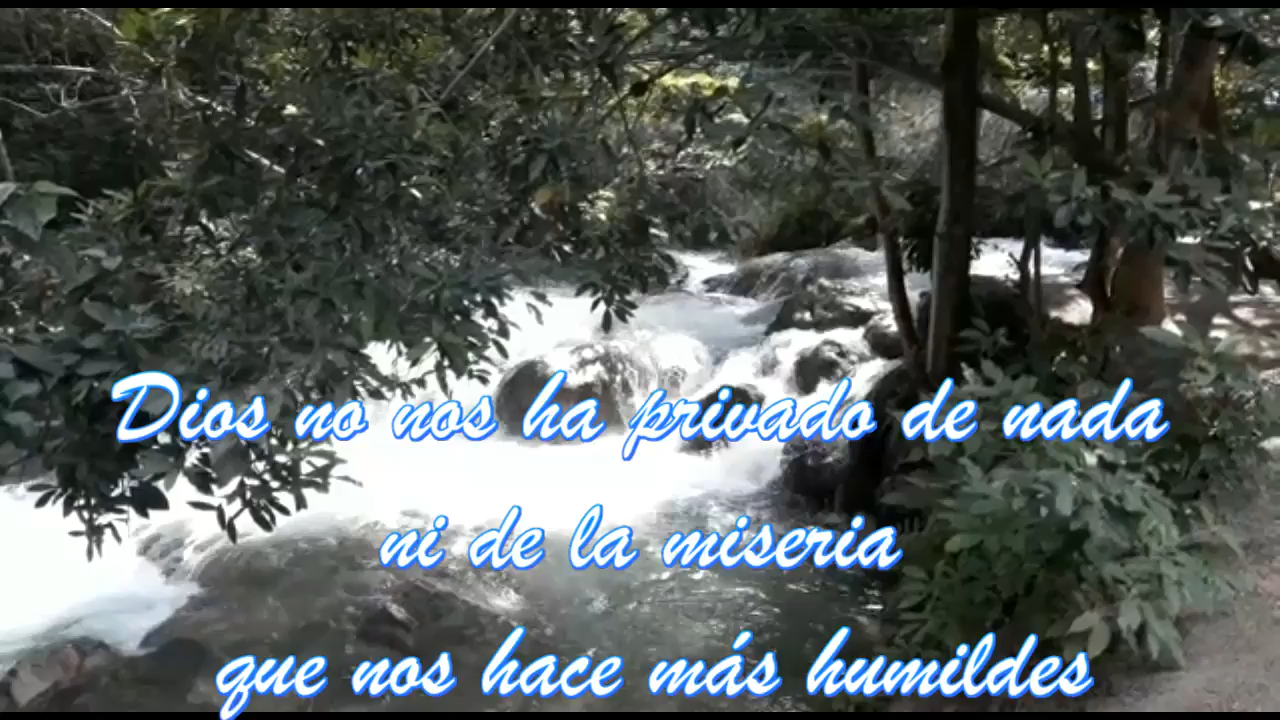 Dios no nos ha privado de nada
ni de la miseria
que nos hace más humildes